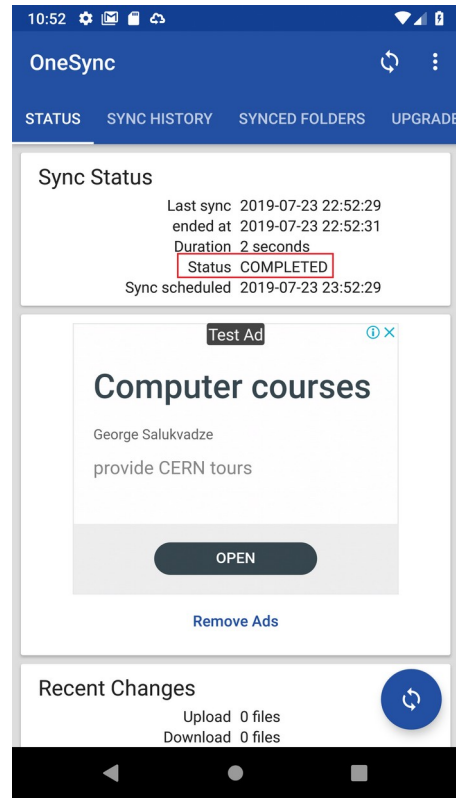 10:52
OneSync
STATUS SYNC HISTORY SYNCED FOLDERS UPGRADE
Sync Status
Last sync 2019-07-23 22:52:29
ended at 2019-07-23 22:52:31
Duration 2 seconds
Status COMPLETED
Sync scheduled 2019-07-23 23:52:29
Test Ad
Computer courses
George Salukvadze
provide CERN tours
OPEN
Remove Ads
Recent Changes
Upload 0 files
Download 0 files